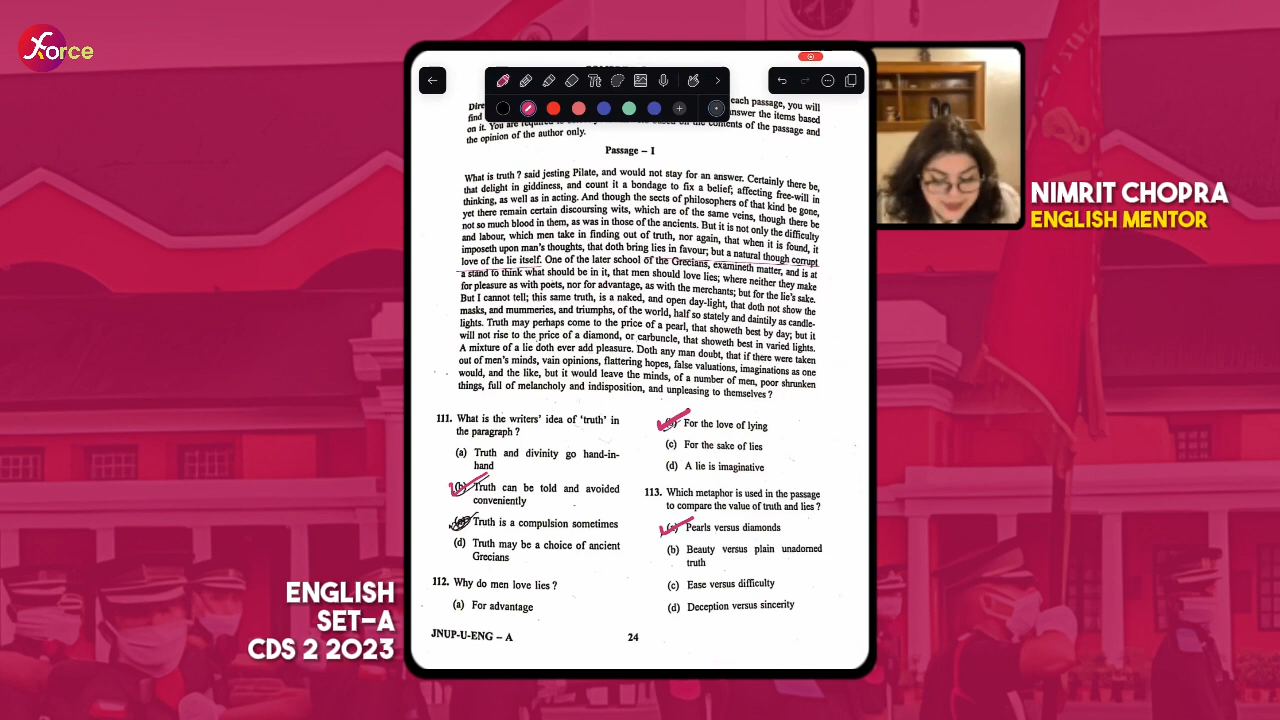 xforce
Dire
each passage, you will
find
answer the items based
on it. You are required to
contents of the passage and
the opinion of the author only.
Passage – I
What is truth ? said jesting Pilate, and would not stay for an answer. Certainly there be,
that delight in giddiness, and count it a bondage to fix a belief; affecting free-will in
thinking, as well as in acting. And though the sects of philosophers of that kind be gone,
yet there remain certain discoursing wits, which are of the same veins, though there be
not so much blood in them, as was in those of the ancients. But it is not only the difficulty
and labour, which men take in finding out of truth, nor again, that when it is found, it
imposeth upon man's thoughts, that doth bring lies in favour; but a natural though corrupt
love of the lie itself. One of the later school of the Grecians, examineth matter, and is at
a stand to think what should be in it, that men should love lies; where neither they make
for pleasure as with poets, nor for advantage, as with the merchants; but for the lie's sake.
But I cannot tell; this same truth, is a naked, and open day-light, that doth not show the
masks, and mummeries, and triumphs, of the world, half so stately and daintily as candle-
lights. Truth may perhaps come to the price of a pearl, that showeth best by day; but it
will not rise to the price of a diamond, or carbuncle, that showeth best in varied lights.
A mixture of a lie doth ever add pleasure. Doth any man doubt, that if there were taken
out of men's minds, vain opinions, flattering hopes, false valuations, imaginations as one
would, and the like, but it would leave the minds, of a number of men, poor shrunken
things, full of melancholy and indisposition, and unpleasing to themselves ?
111. What is the writers' idea of 'truth' in
the paragraph ?
(a) Truth and divinity go hand-in-
hand
(b) Truth can be told and avoided
conveniently
Truth is a compulsion sometimes
(d) Truth may be a choice of ancient
Grecians
112. Why do men love lies ?
(a) For advantage
For the love of lying
(c) For the sake of lies
(d) A lie is imaginative
113. Which metaphor is used in the passage
to compare the value of truth and lies ?
(a) Pearls versus diamonds
(b) Beauty versus plain unadorned
truth
(c) Ease versus difficulty
(d) Deception versus sincerity
JNUP-U-ENG – A
24
NIMRIT CHOPRA
ENGLISH MENTOR
ENGLISH
SET-A
CDS 2 2023